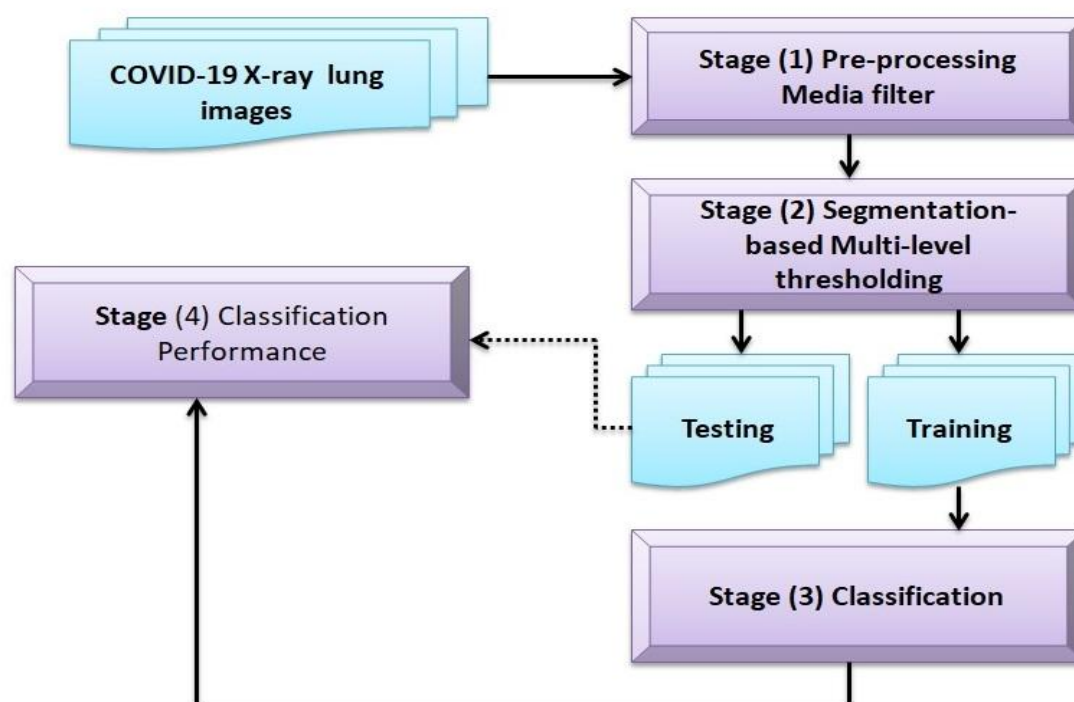 COVID-19 X-ray lung
images
Stage (1) Pre-processing
Media filter
Stage (2) Segmentation-
based Multi-level
thresholding
Stage (4) Classification
Performance
Testing
Training
Stage (3) Classification